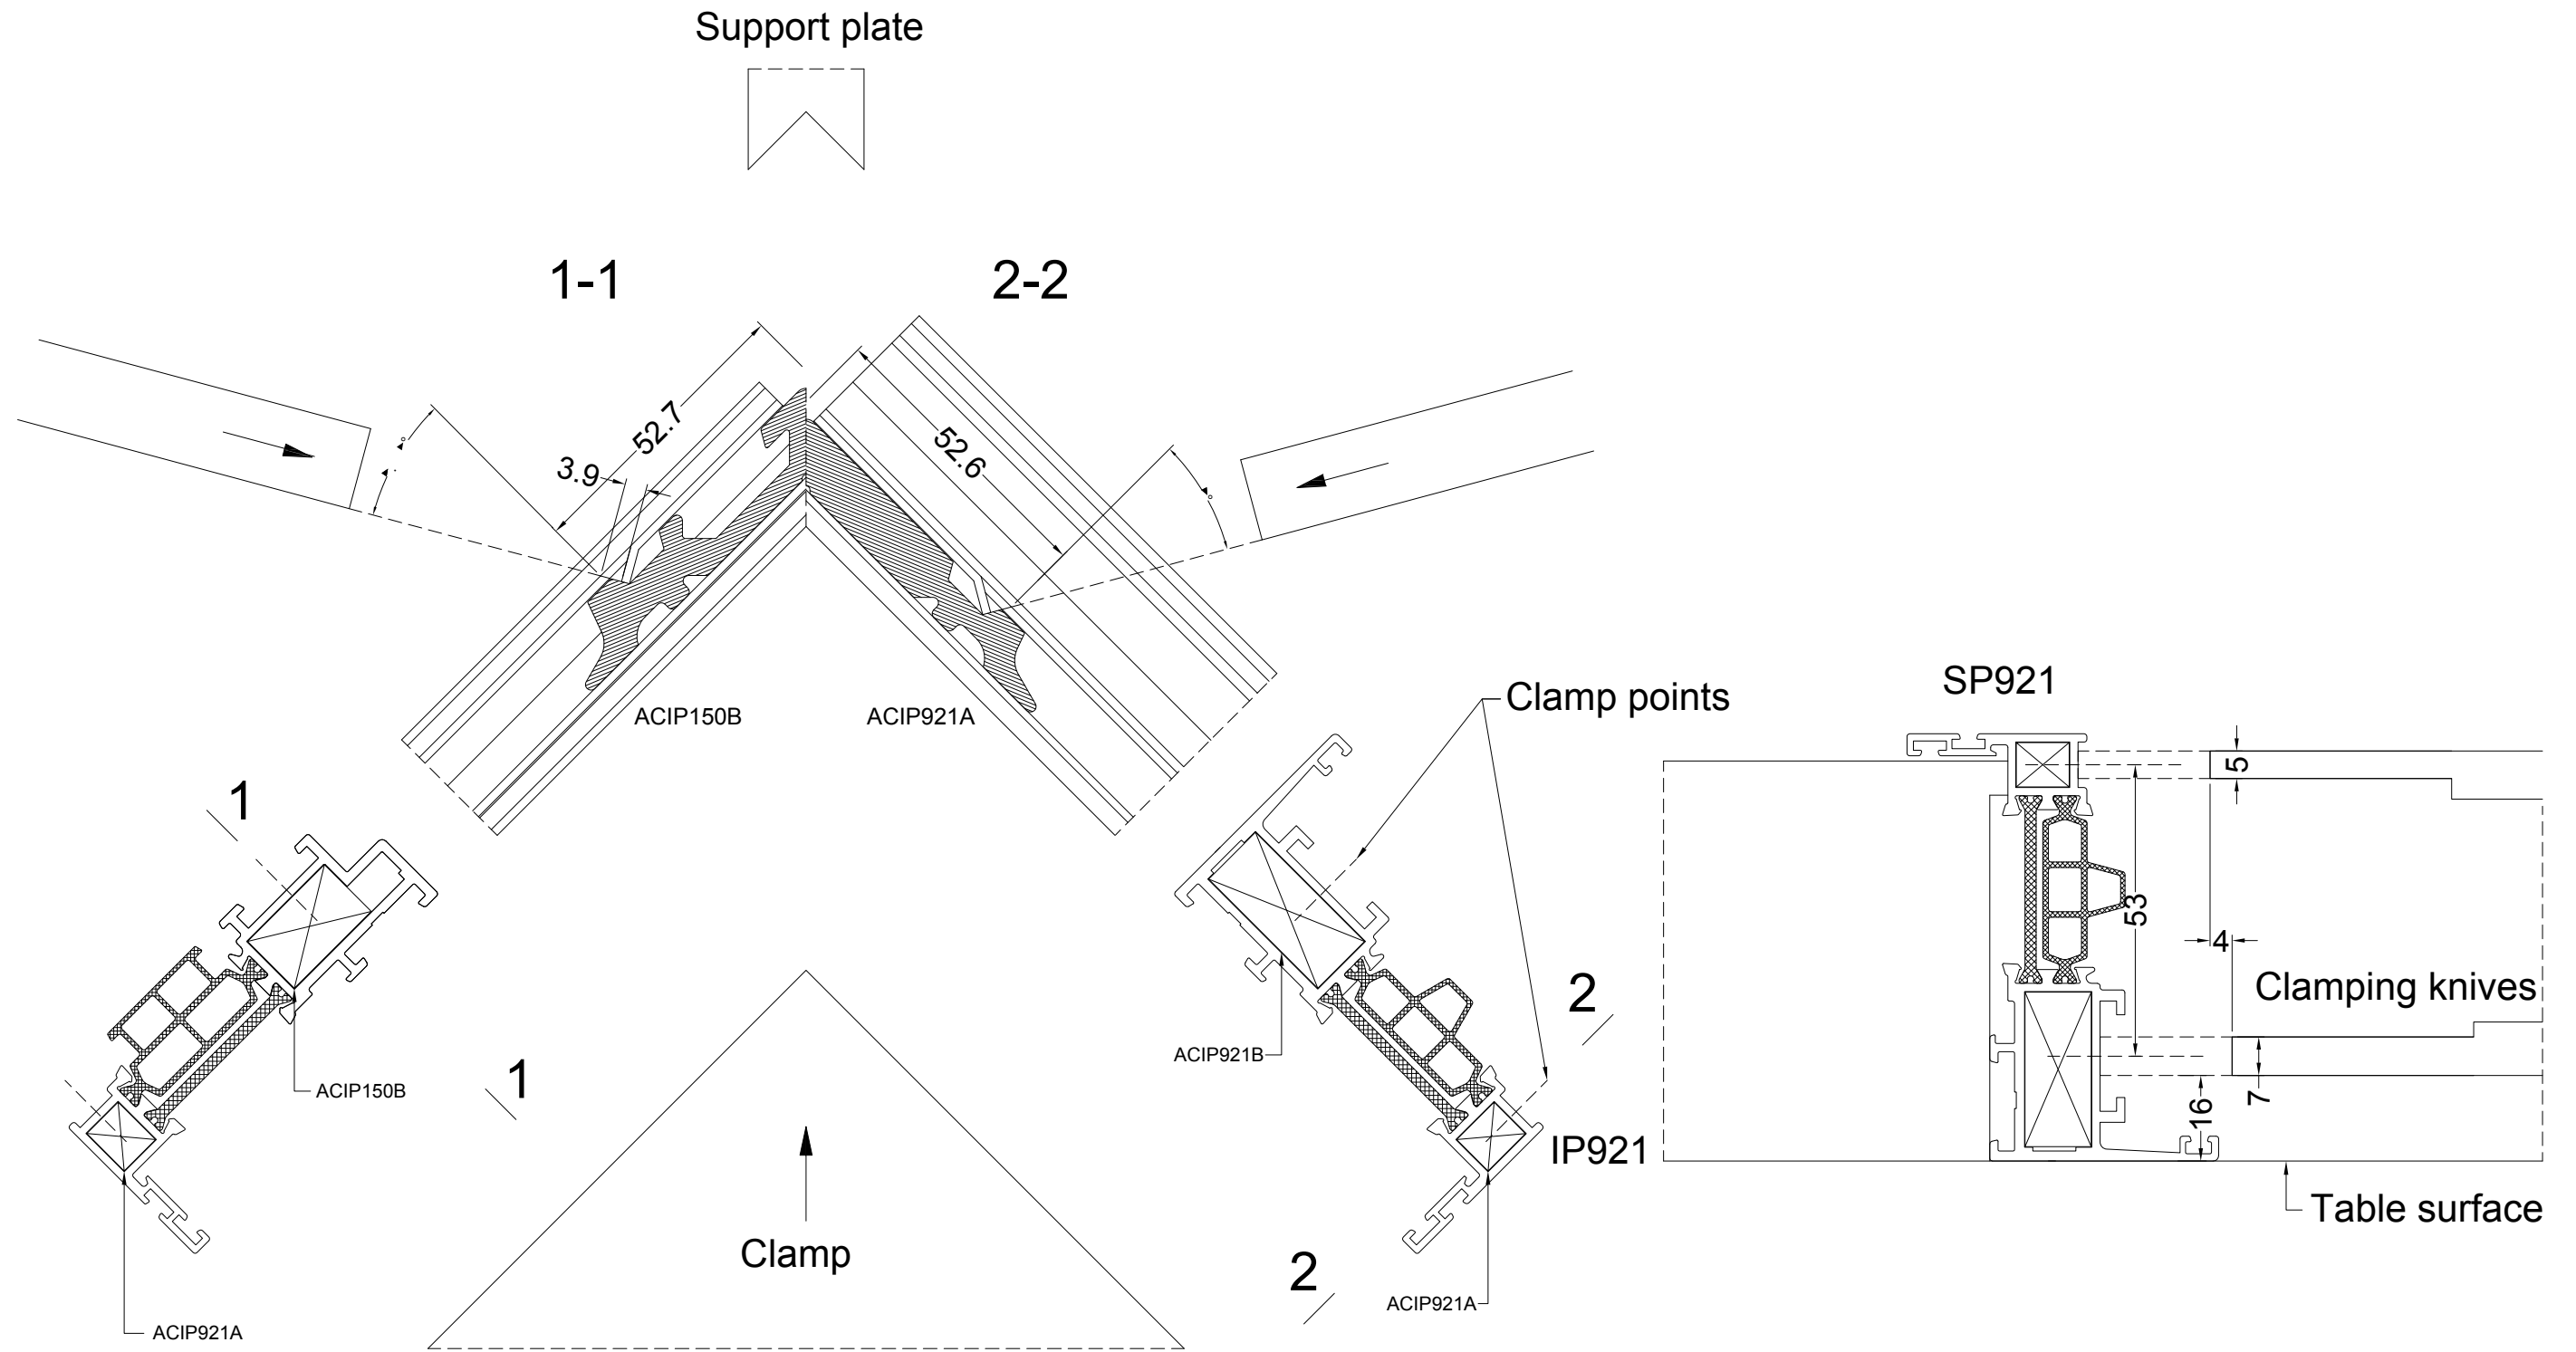 Support plate
1-1
2-2
52.7
3.9
52.6
ACIP150B
ACIP921A
Clamp points
SP921
5
53
4
Clamping knives
7
16
Table surface
1
1
ACIP150B
ACIP921A
Clamp
ACIP921B
2
IP921
2
ACIP921A